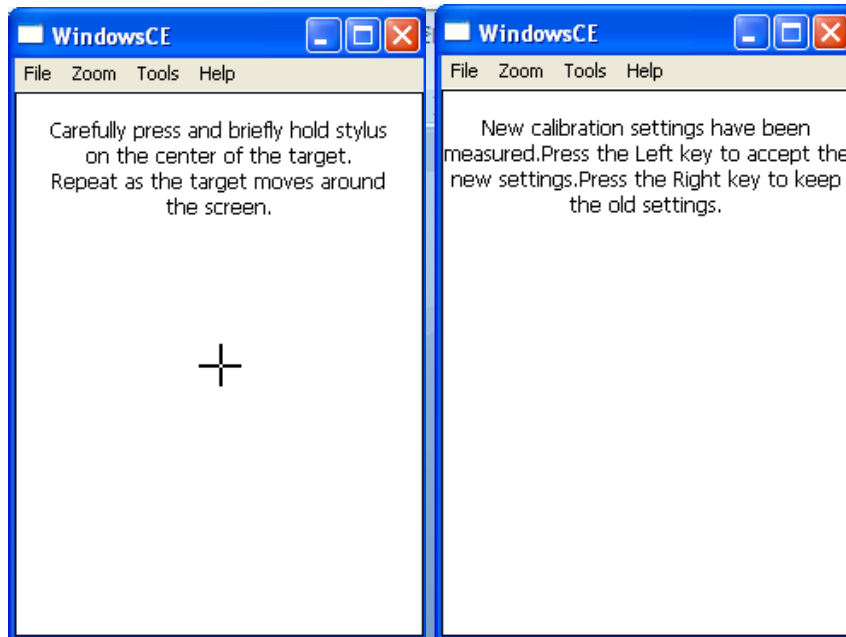 WindowsCE
File Zoom Tools Help
Carefully press and briefly hold stylus
on the center of the target.
Repeat as the target moves around
the screen.
WindowsCE
File Zoom Tools Help
New calibration settings have been
measured.Press the Left key to accept the
new settings.Press the Right key to keep
the old settings.